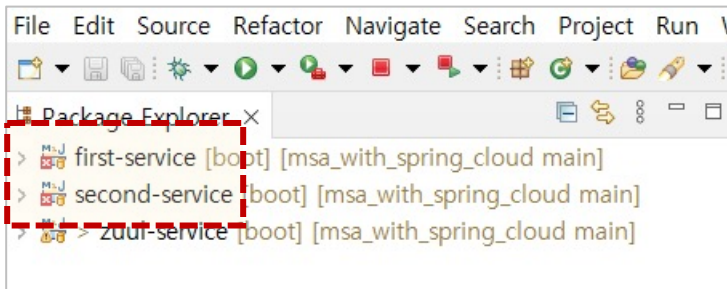 File Edit Source Refactor Navigate Search Project Run
Package Explorer
> first-service [boot] [msa_with_spring_cloud main]
> second-service [boot] [msa_with_spring_cloud main]
> > zuul-service [boot] [msa_with_spring_cloud main]